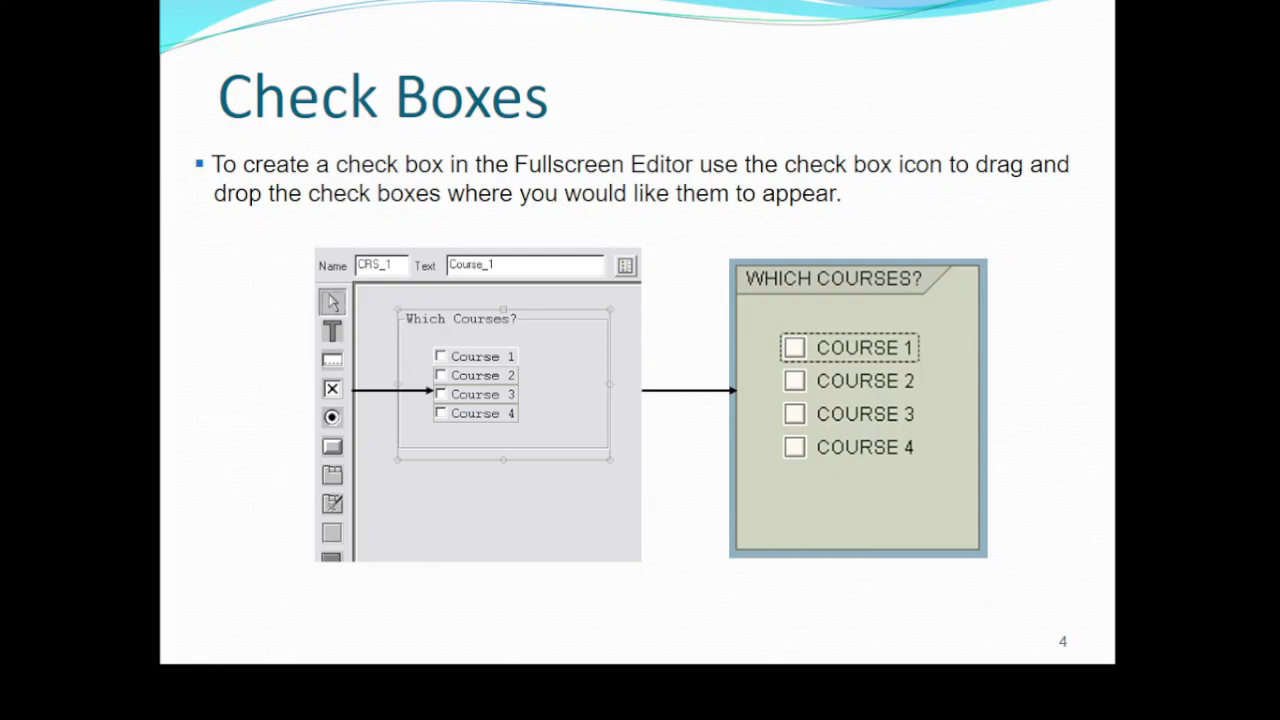 Check Boxes
▪ To create a check box in the Fullscreen Editor use the check box icon to drag and
drop the check boxes where you would like them to appear.
Name CRS_1 Text Course_1
Which Courses?
Course 1
Course 2
Course 3
Course 4
WHICH COURSES?
COURSE 1
COURSE 2
COURSE 3
COURSE 4
4